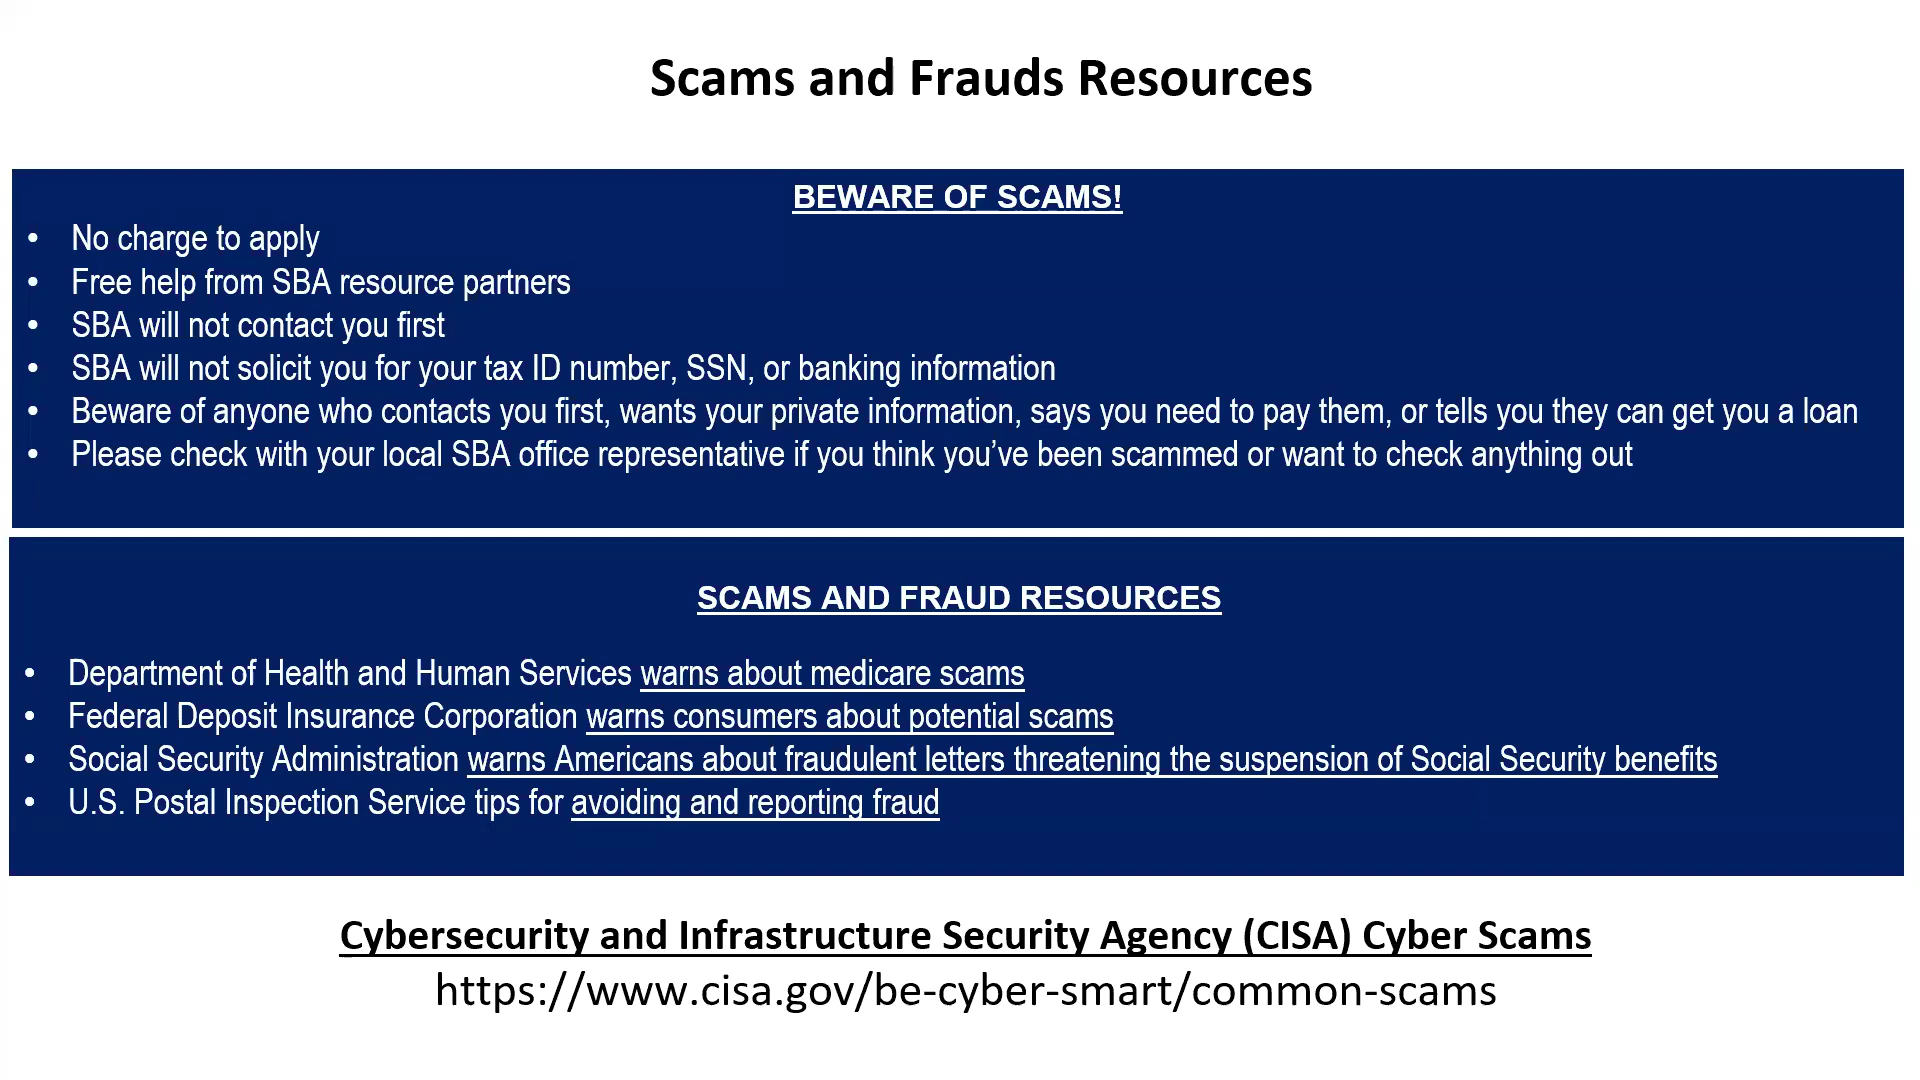 Scams and Frauds Resources
BEWARE OF SCAMS!
• No charge to apply
• Free help from SBA resource partners
• SBA will not contact you first
• SBA will not solicit you for your tax ID number, SSN, or banking information
• Beware of anyone who contacts you first, wants your private information, says you need to pay them, or tells you they can get you a loan
• Please check with your local SBA office representative if you think you’ve been scammed or want to check anything out
SCAMS AND FRAUD RESOURCES
• Department of Health and Human Services warns about medicare scams
• Federal Deposit Insurance Corporation warns consumers about potential scams
• Social Security Administration warns Americans about fraudulent letters threatening the suspension of Social Security benefits
• U.S. Postal Inspection Service tips for avoiding and reporting fraud
Cybersecurity and Infrastructure Security Agency (CISA) Cyber Scams
https://www.cisa.gov/be-cyber-smart/common-scams